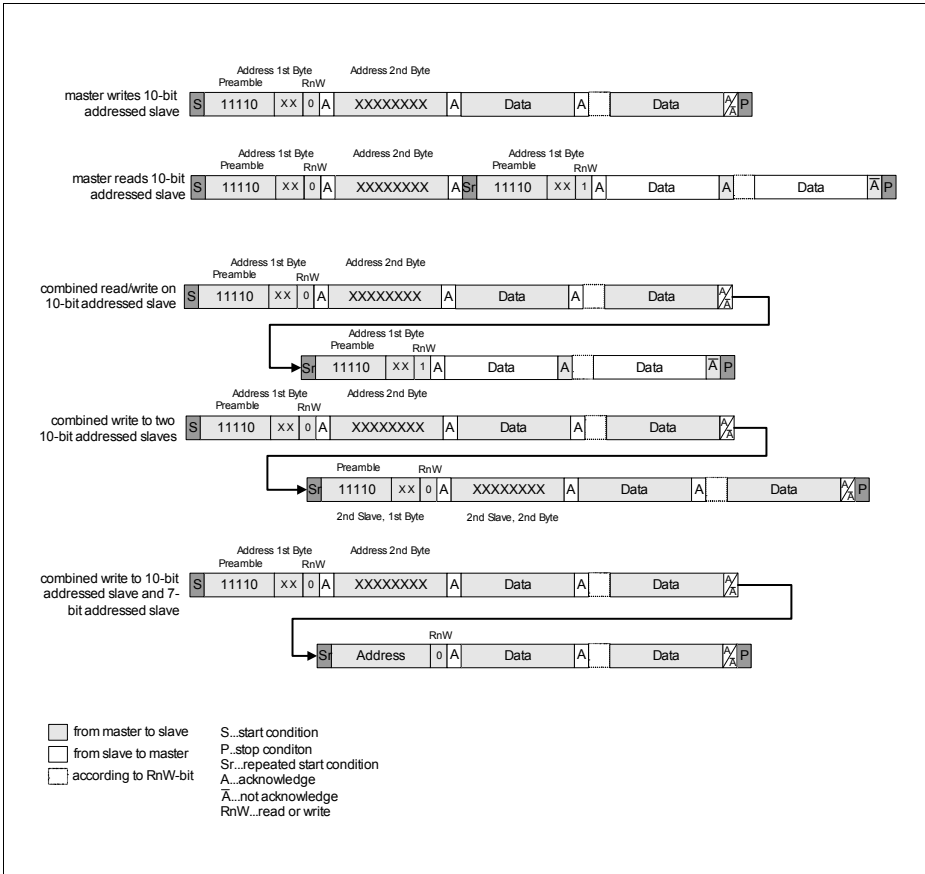 Address 1st Byte Address 2nd Byte
Preamble RnW
master writes 10-bit addressed slave S 11110 X X 0 A XXXXXXXX A Data A Data A/A̅ P
Address 1st Byte Address 2nd Byte Address 1st Byte
Preamble RnW Preamble RnW
master reads 10-bit addressed slave S 11110 X X 0 A XXXXXXXX A Sr 11110 X X 1 A Data A Data A̅ P
Address 1st Byte Address 2nd Byte
Preamble RnW
combined read/write on 10-bit addressed slave S 11110 X X 0 A XXXXXXXX A Data A Data A/A̅
Address 1st Byte
Preamble RnW
Sr 11110 X X 1 A Data A Data A̅ P
Address 1st Byte Address 2nd Byte
Preamble RnW
combined write to two 10-bit addressed slaves S 11110 X X 0 A XXXXXXXX A Data A Data A/A̅
Preamble RnW
Sr 11110 X X 0 A XXXXXXXX A Data A Data A/A̅ P
2nd Slave, 1st Byte 2nd Slave, 2nd Byte
Address 1st Byte Address 2nd Byte
Preamble RnW
combined write to 10-bit addressed slave and 7-bit addressed slave S 11110 X X 0 A XXXXXXXX A Data A Data A/A̅
RnW
Sr Address 0 A Data A Data A/A̅ P
from master to slave
from slave to master
according to RnW-bit
S...start condition
P..stop conditon
Sr...repeated start condition
A...acknowledge
A̅...not acknowledge
RnW...read or write